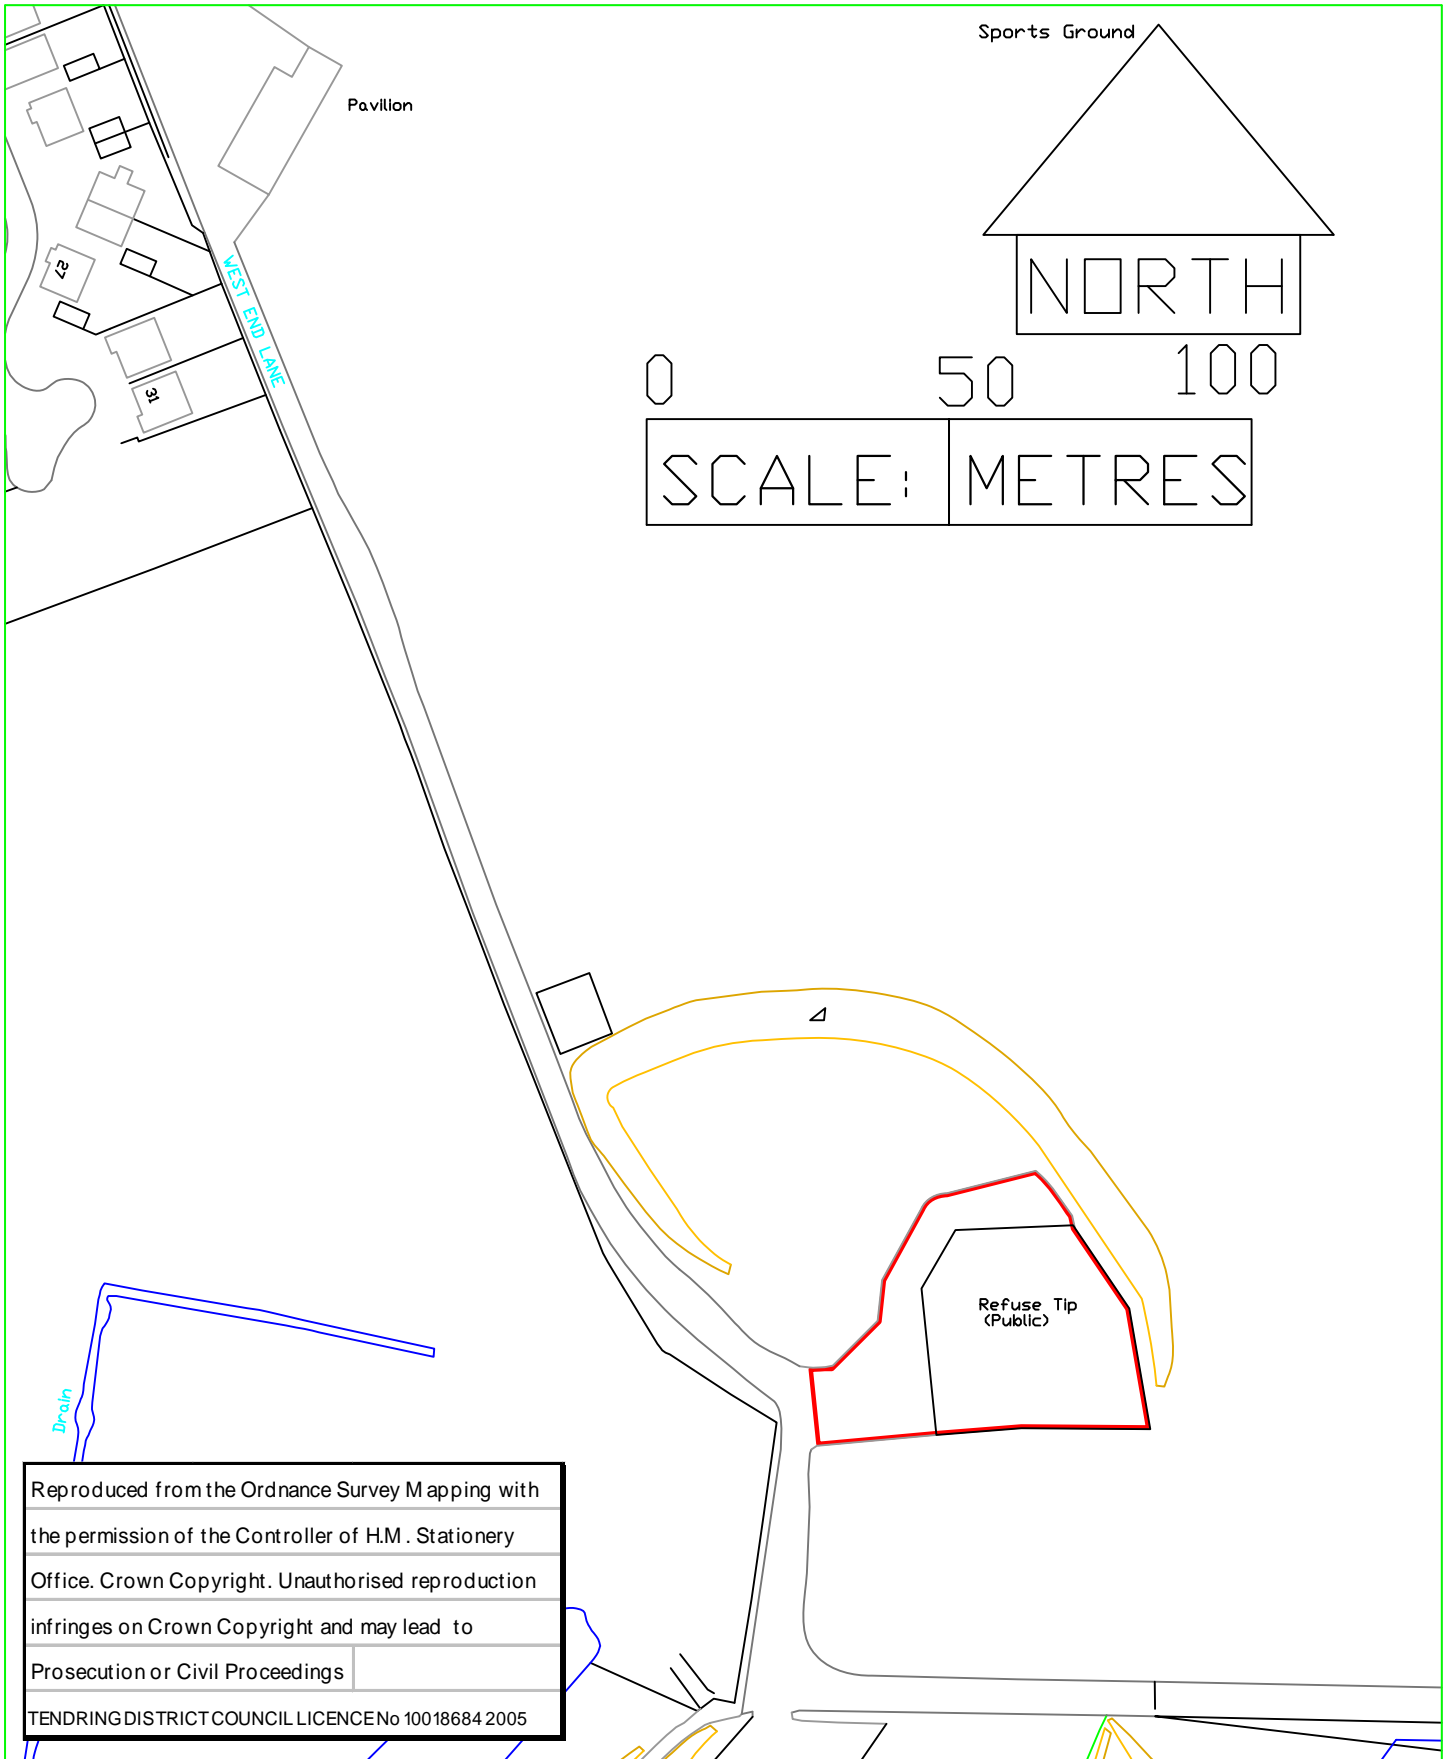 Sports Ground
Pavilion
NORTH
WEST END LANE
27
31
0 50 100
SCALE: METRES
Refuse Tip
(Public)
Drain
Reproduced from the Ordnance Survey Mapping with
the permission of the Controller of H.M. Stationery
Office. Crown Copyright. Unauthorised reproduction
infringes on Crown Copyright and may lead to
Prosecution or Civil Proceedings
TENDRING DISTRICT COUNCIL LICENCE No 10018684 2005